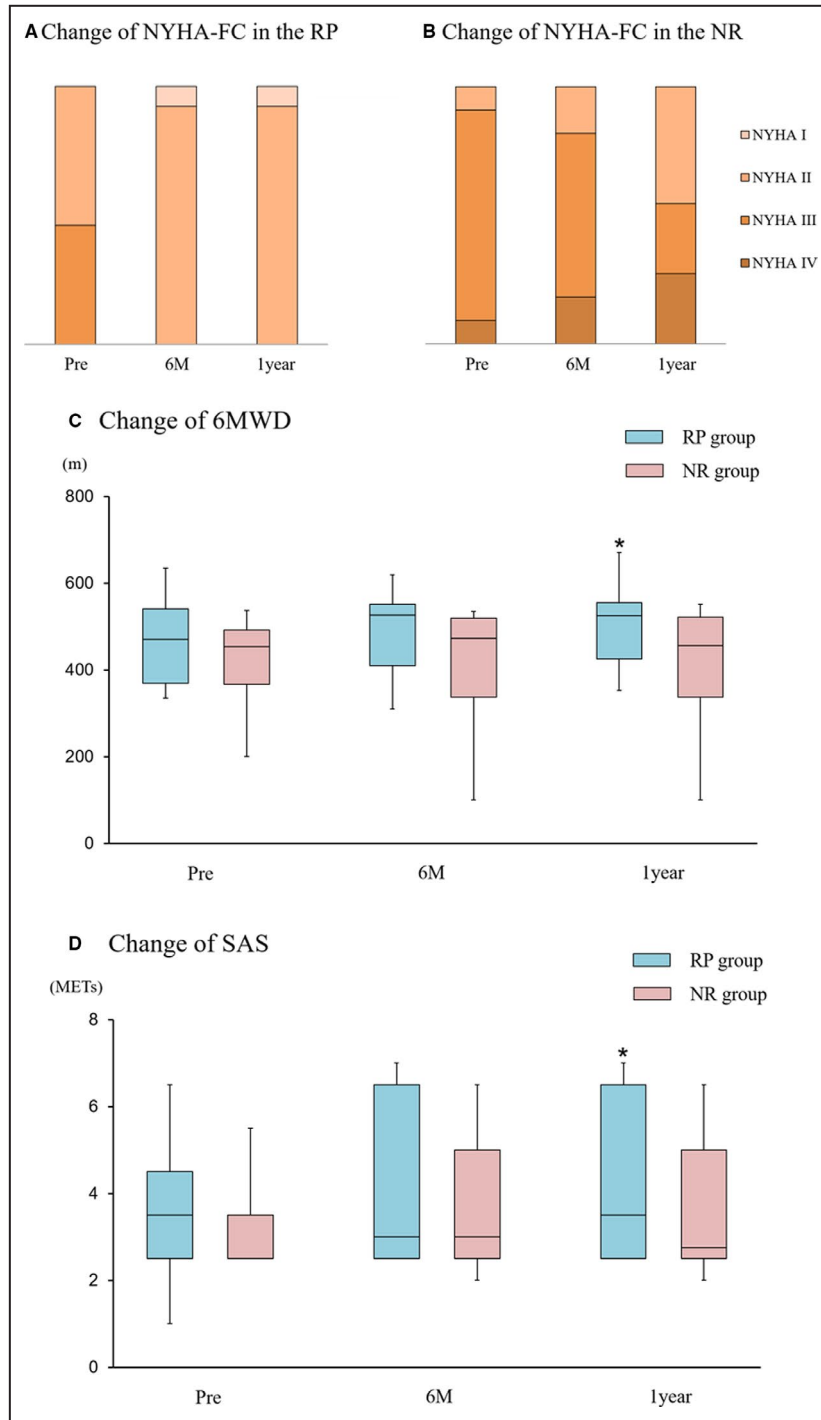 A Change of NYHA-FC in the RP
Pre 6M 1year
B Change of NYHA-FC in the NR
Pre 6M 1year
NYHA I
NYHA II
NYHA III
NYHA IV
C Change of 6MWD
(m)
RP group
NR group
800
600
400
200
0
*
Pre 6M 1year
D Change of SAS
(METs)
RP group
NR group
8
6
4
2
0
*
Pre 6M 1year